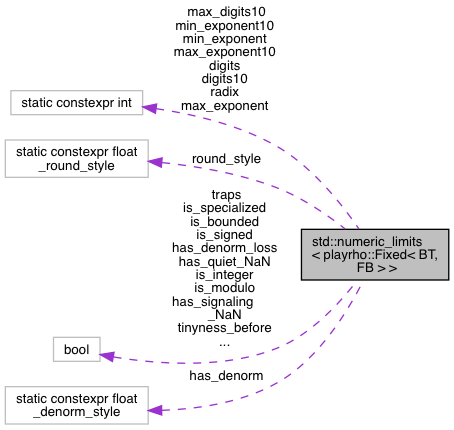 max_digits10
min_exponent10
min_exponent
max_exponent10
digits
digits10
radix
max_exponent
static constexpr int
static constexpr float
_round_style
round_style
traps
is_specialized
is_bounded
is_signed
has_denorm_loss
has_quiet_NaN
is_integer
is_modulo
has_signaling
_NaN
tinyness_before
...
std::numeric_limits
< playrho::Fixed< BT,
FB > >
bool
has_denorm
static constexpr float
_denorm_style